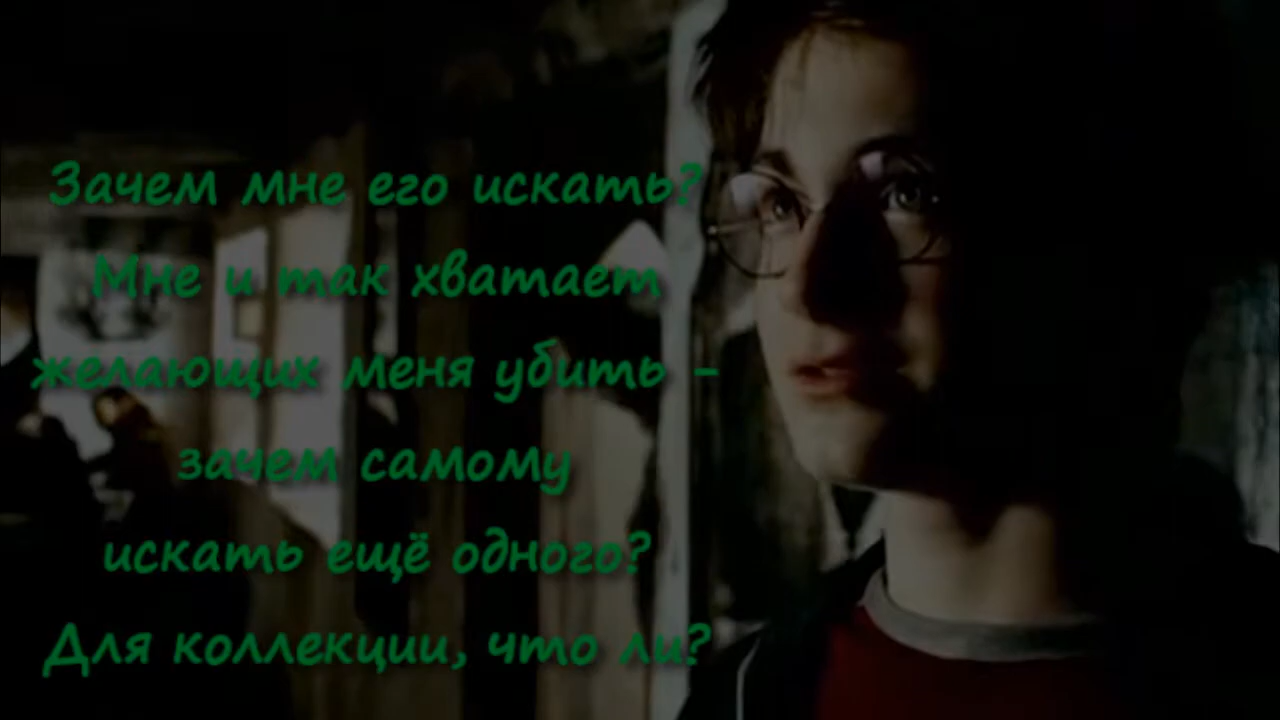 Зачем мне его искать?
Мне и так хватает
желающих меня убить –
зачем самому
искать ещё одного?
Для коллекции, что ли?